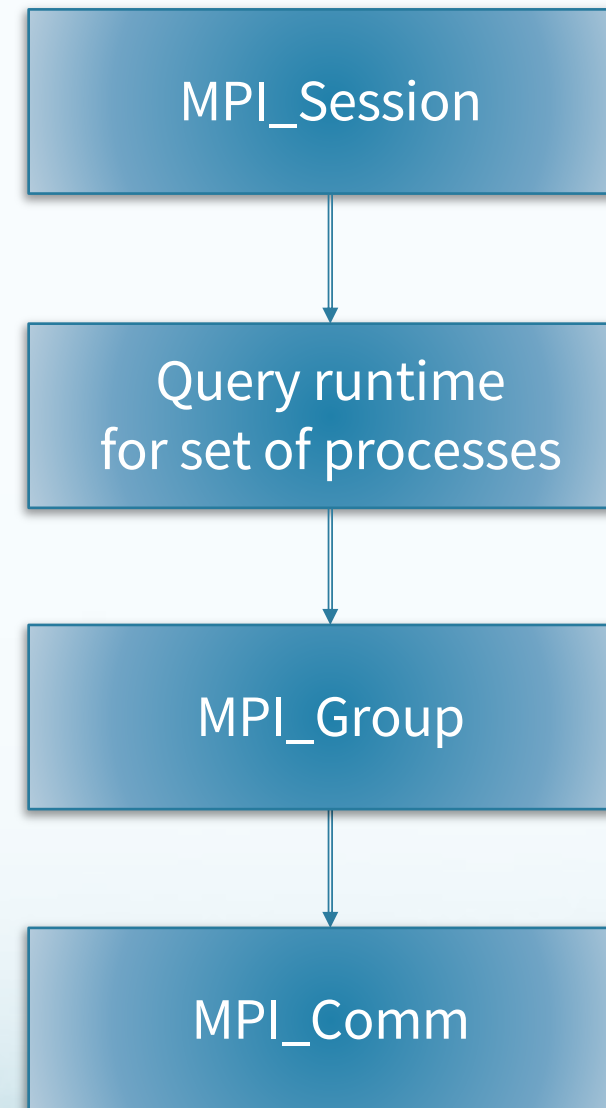 MPI_Session
Query runtime
for set of processes
MPI_Group
MPI_Comm